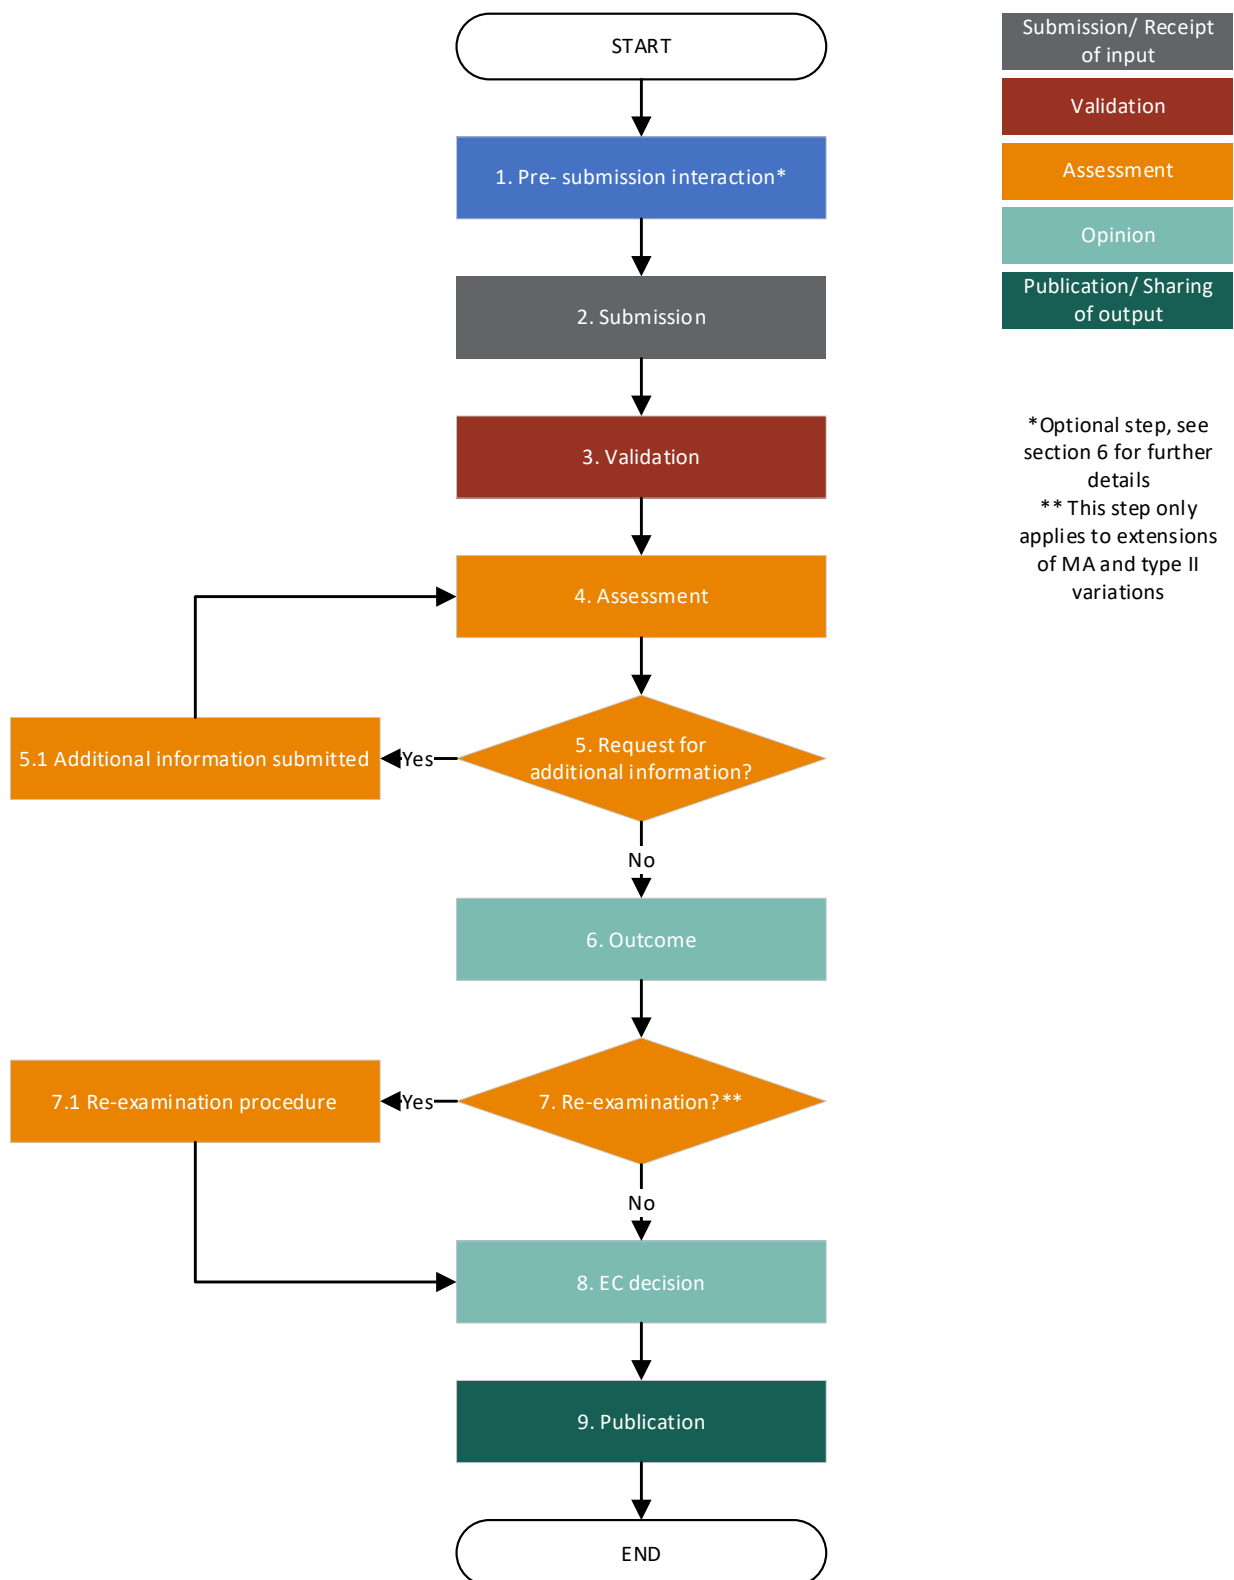 START
1. Pre- submission interaction*
2. Submission
3. Validation
4. Assessment
5. Request for
additional information?
Yes
5.1 Additional information submitted
No
6. Outcome
7. Re-examination?**
Yes
7.1 Re-examination procedure
No
8. EC decision
9. Publication
END
Submission/ Receipt
of input
Validation
Assessment
Opinion
Publication/ Sharing
of output
*Optional step, see
section 6 for further
details
** This step only
applies to extensions
of MA and type II
variations